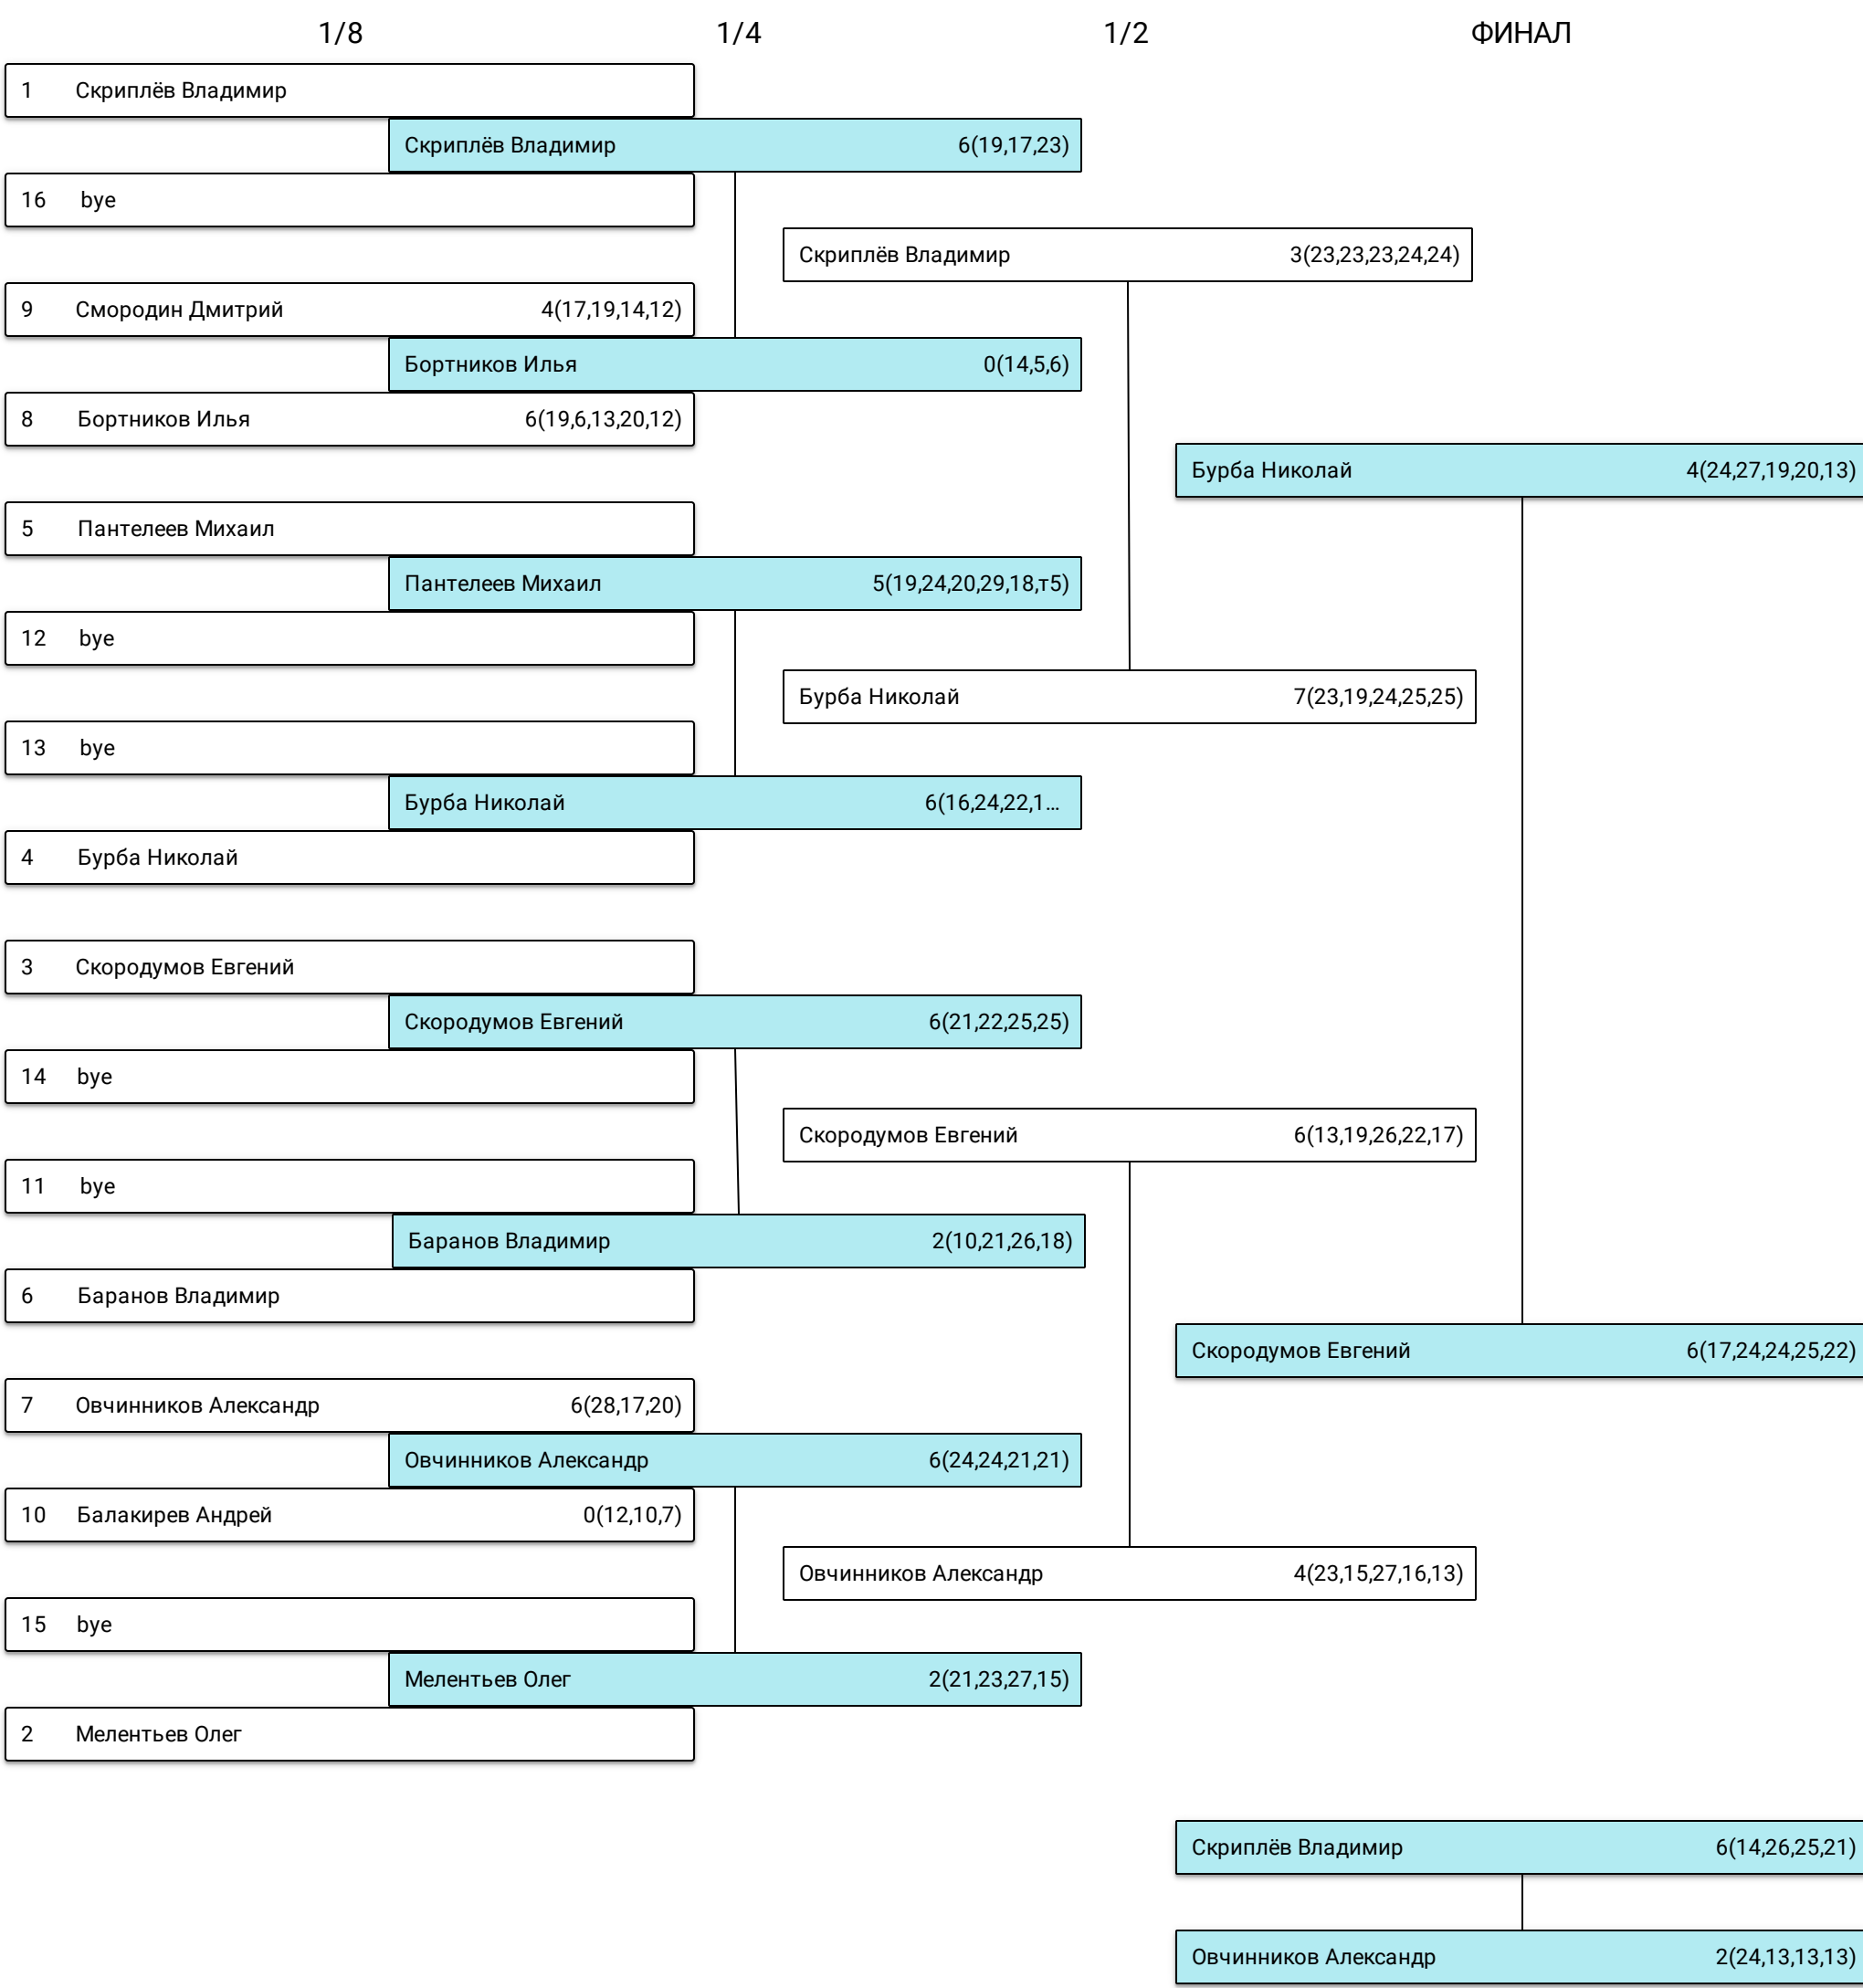 1/8 1/4 1/2 ФИНАЛ
1 Скриплёв Владимир
Скриплёв Владимир 6(19,17,23)
16 bye
Скриплёв Владимир 3(23,23,23,24,24)
9 Смородин Дмитрий 4(17,19,14,12)
Бортников Илья 0(14,5,6)
8 Бортников Илья 6(19,6,13,20,12)
Бурба Николай 4(24,27,19,20,13)
5 Пантелеев Михаил
Пантелеев Михаил 5(19,24,20,29,18,т5)
12 bye
Бурба Николай 7(23,19,24,25,25)
13 bye
Бурба Николай 6(16,24,22,1...
4 Бурба Николай
3 Скородумов Евгений
Скородумов Евгений 6(21,22,25,25)
14 bye
Скородумов Евгений 6(13,19,26,22,17)
11 bye
Баранов Владимир 2(10,21,26,18)
6 Баранов Владимир
Скородумов Евгений 6(17,24,24,25,22)
7 Овчинников Александр 6(28,17,20)
Овчинников Александр 6(24,24,21,21)
10 Балакирев Андрей 0(12,10,7)
Овчинников Александр 4(23,15,27,16,13)
15 bye
Мелентьев Олег 2(21,23,27,15)
2 Мелентьев Олег
Скриплёв Владимир 6(14,26,25,21)
Овчинников Александр 2(24,13,13,13)